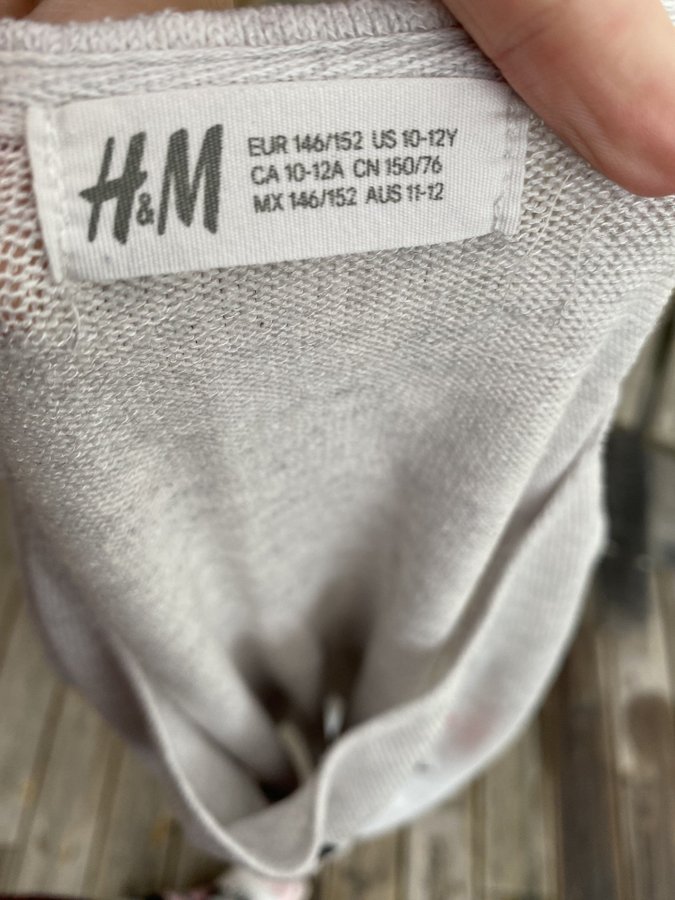 H&M
EUR 146/152 US 10-12Y
CA 10-12A CN 150/76
MX 146/152 AUS 11-12